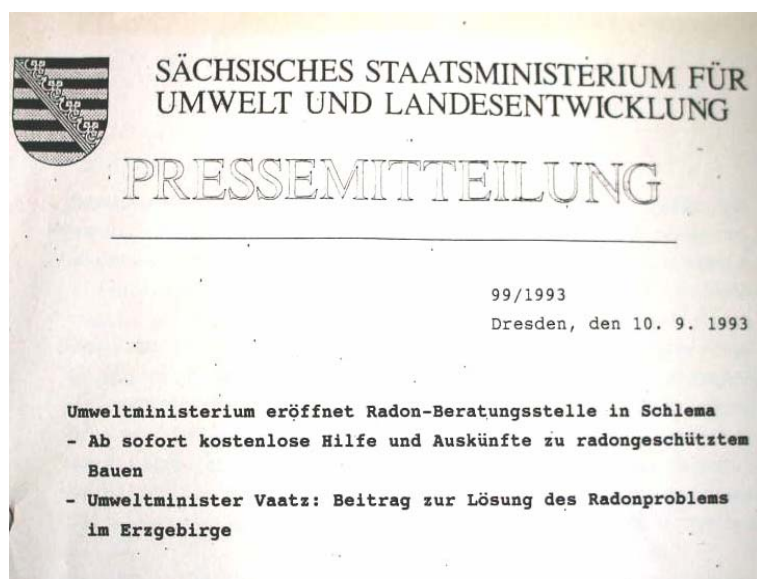 SÄCHSISCHES STAATSMINISTERIUM FÜR
UMWELT UND LANDESENTWICKLUNG
PRESSEMITTEILUNG
99/1993
Dresden, den 10. 9. 1993
Umweltministerium eröffnet Radon-Beratungsstelle in Schlema
- Ab sofort kostenlose Hilfe und Auskünfte zu radongeschütztem
Bauen
- Umweltminister Vaatz: Beitrag zur Lösung des Radonproblems
im Erzgebirge